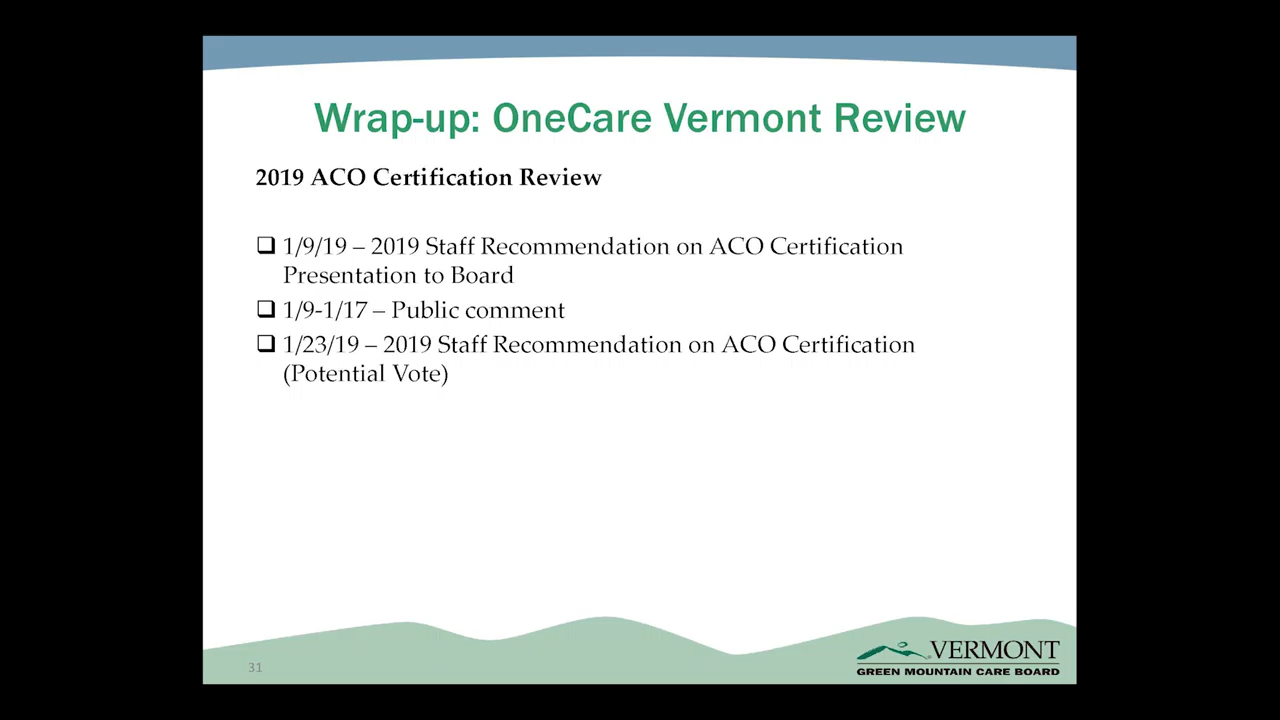 Wrap-up: OneCare Vermont Review
2019 ACO Certification Review
1/9/19 – 2019 Staff Recommendation on ACO Certification
Presentation to Board
1/9-1/17 – Public comment
1/23/19 – 2019 Staff Recommendation on ACO Certification
(Potential Vote)
31
VERMONT
GREEN MOUNTAIN CARE BOARD